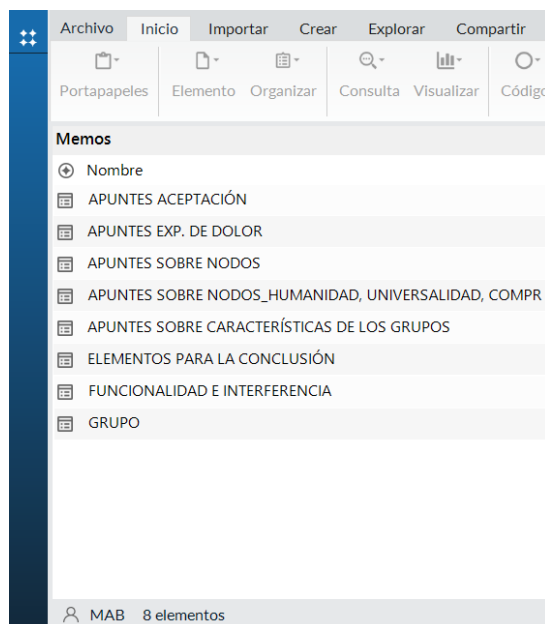 Archivo Inicio Importar Crear Explorar Compartir
Portapapeles Elemento Organizar Consulta Visualizar Código
Memos
Nombre
APUNTES ACEPTACIÓN
APUNTES EXP. DE DOLOR
APUNTES SOBRE NODOS
APUNTES SOBRE NODOS_HUMANIDAD, UNIVERSALIDAD, COMPR
APUNTES SOBRE CARACTERÍSTICAS DE LOS GRUPOS
ELEMENTOS PARA LA CONCLUSIÓN
FUNCIONALIDAD E INTERFERENCIA
GRUPO
MAB 8 elementos